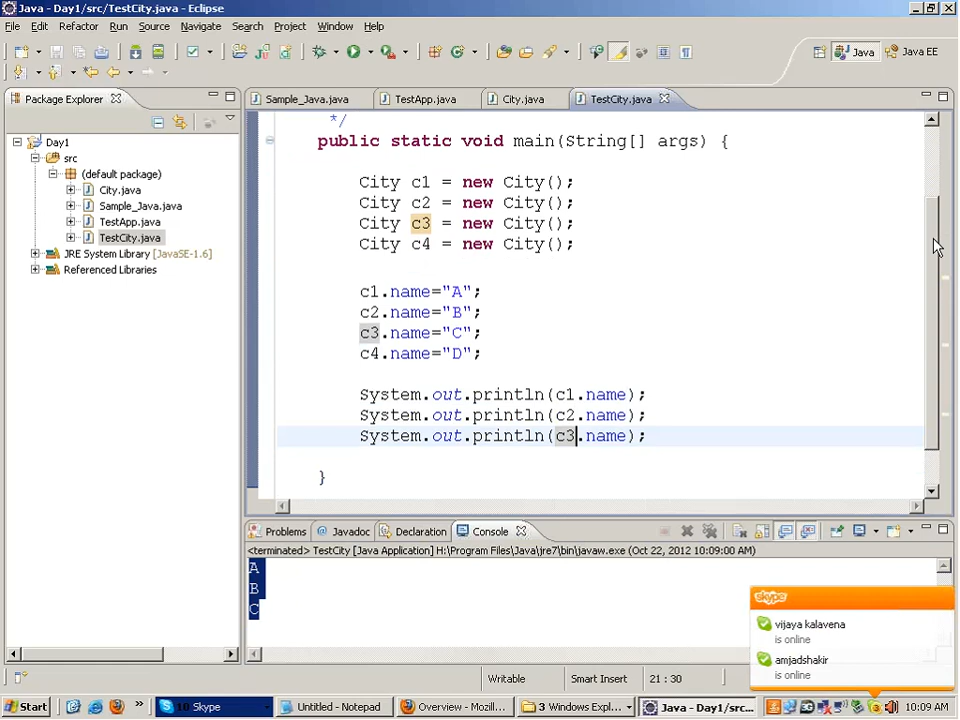 Java - Day1/src/TestCity.java - Eclipse
File Edit Refactor Run Source Navigate Search Project Window Help
Java Java EE
Package Explorer
Sample_Java.java TestApp.java City.java TestCity.java
Day1
src
(default package)
City.java
Sample_Java.java
TestApp.java
TestCity.java
JRE System Library [JavaSE-1.6]
Referenced Libraries
*/
public static void main(String[] args) {
City c1 = new City();
City c2 = new City();
City c3 = new City();
City c4 = new City();
c1.name="A";
c2.name="B";
c3.name="C";
c4.name="D";
System.out.println(c1.name);
System.out.println(c2.name);
System.out.println(c3.name);
}
Problems Javadoc Declaration Console
<terminated> TestCity [Java Application] H:\Program Files\Java\jre7\bin\javaw.exe (Oct 22, 2012 10:09:00 AM)
A
B
C
skype
vijaya kalavena
is online
amjadshakir
is online
Writable Smart Insert 21 : 30
Start » 10 Skype Untitled - Notepad Overview - Mozill... 3 Windows Expl... Java - Day1/src/... 10:09 AM